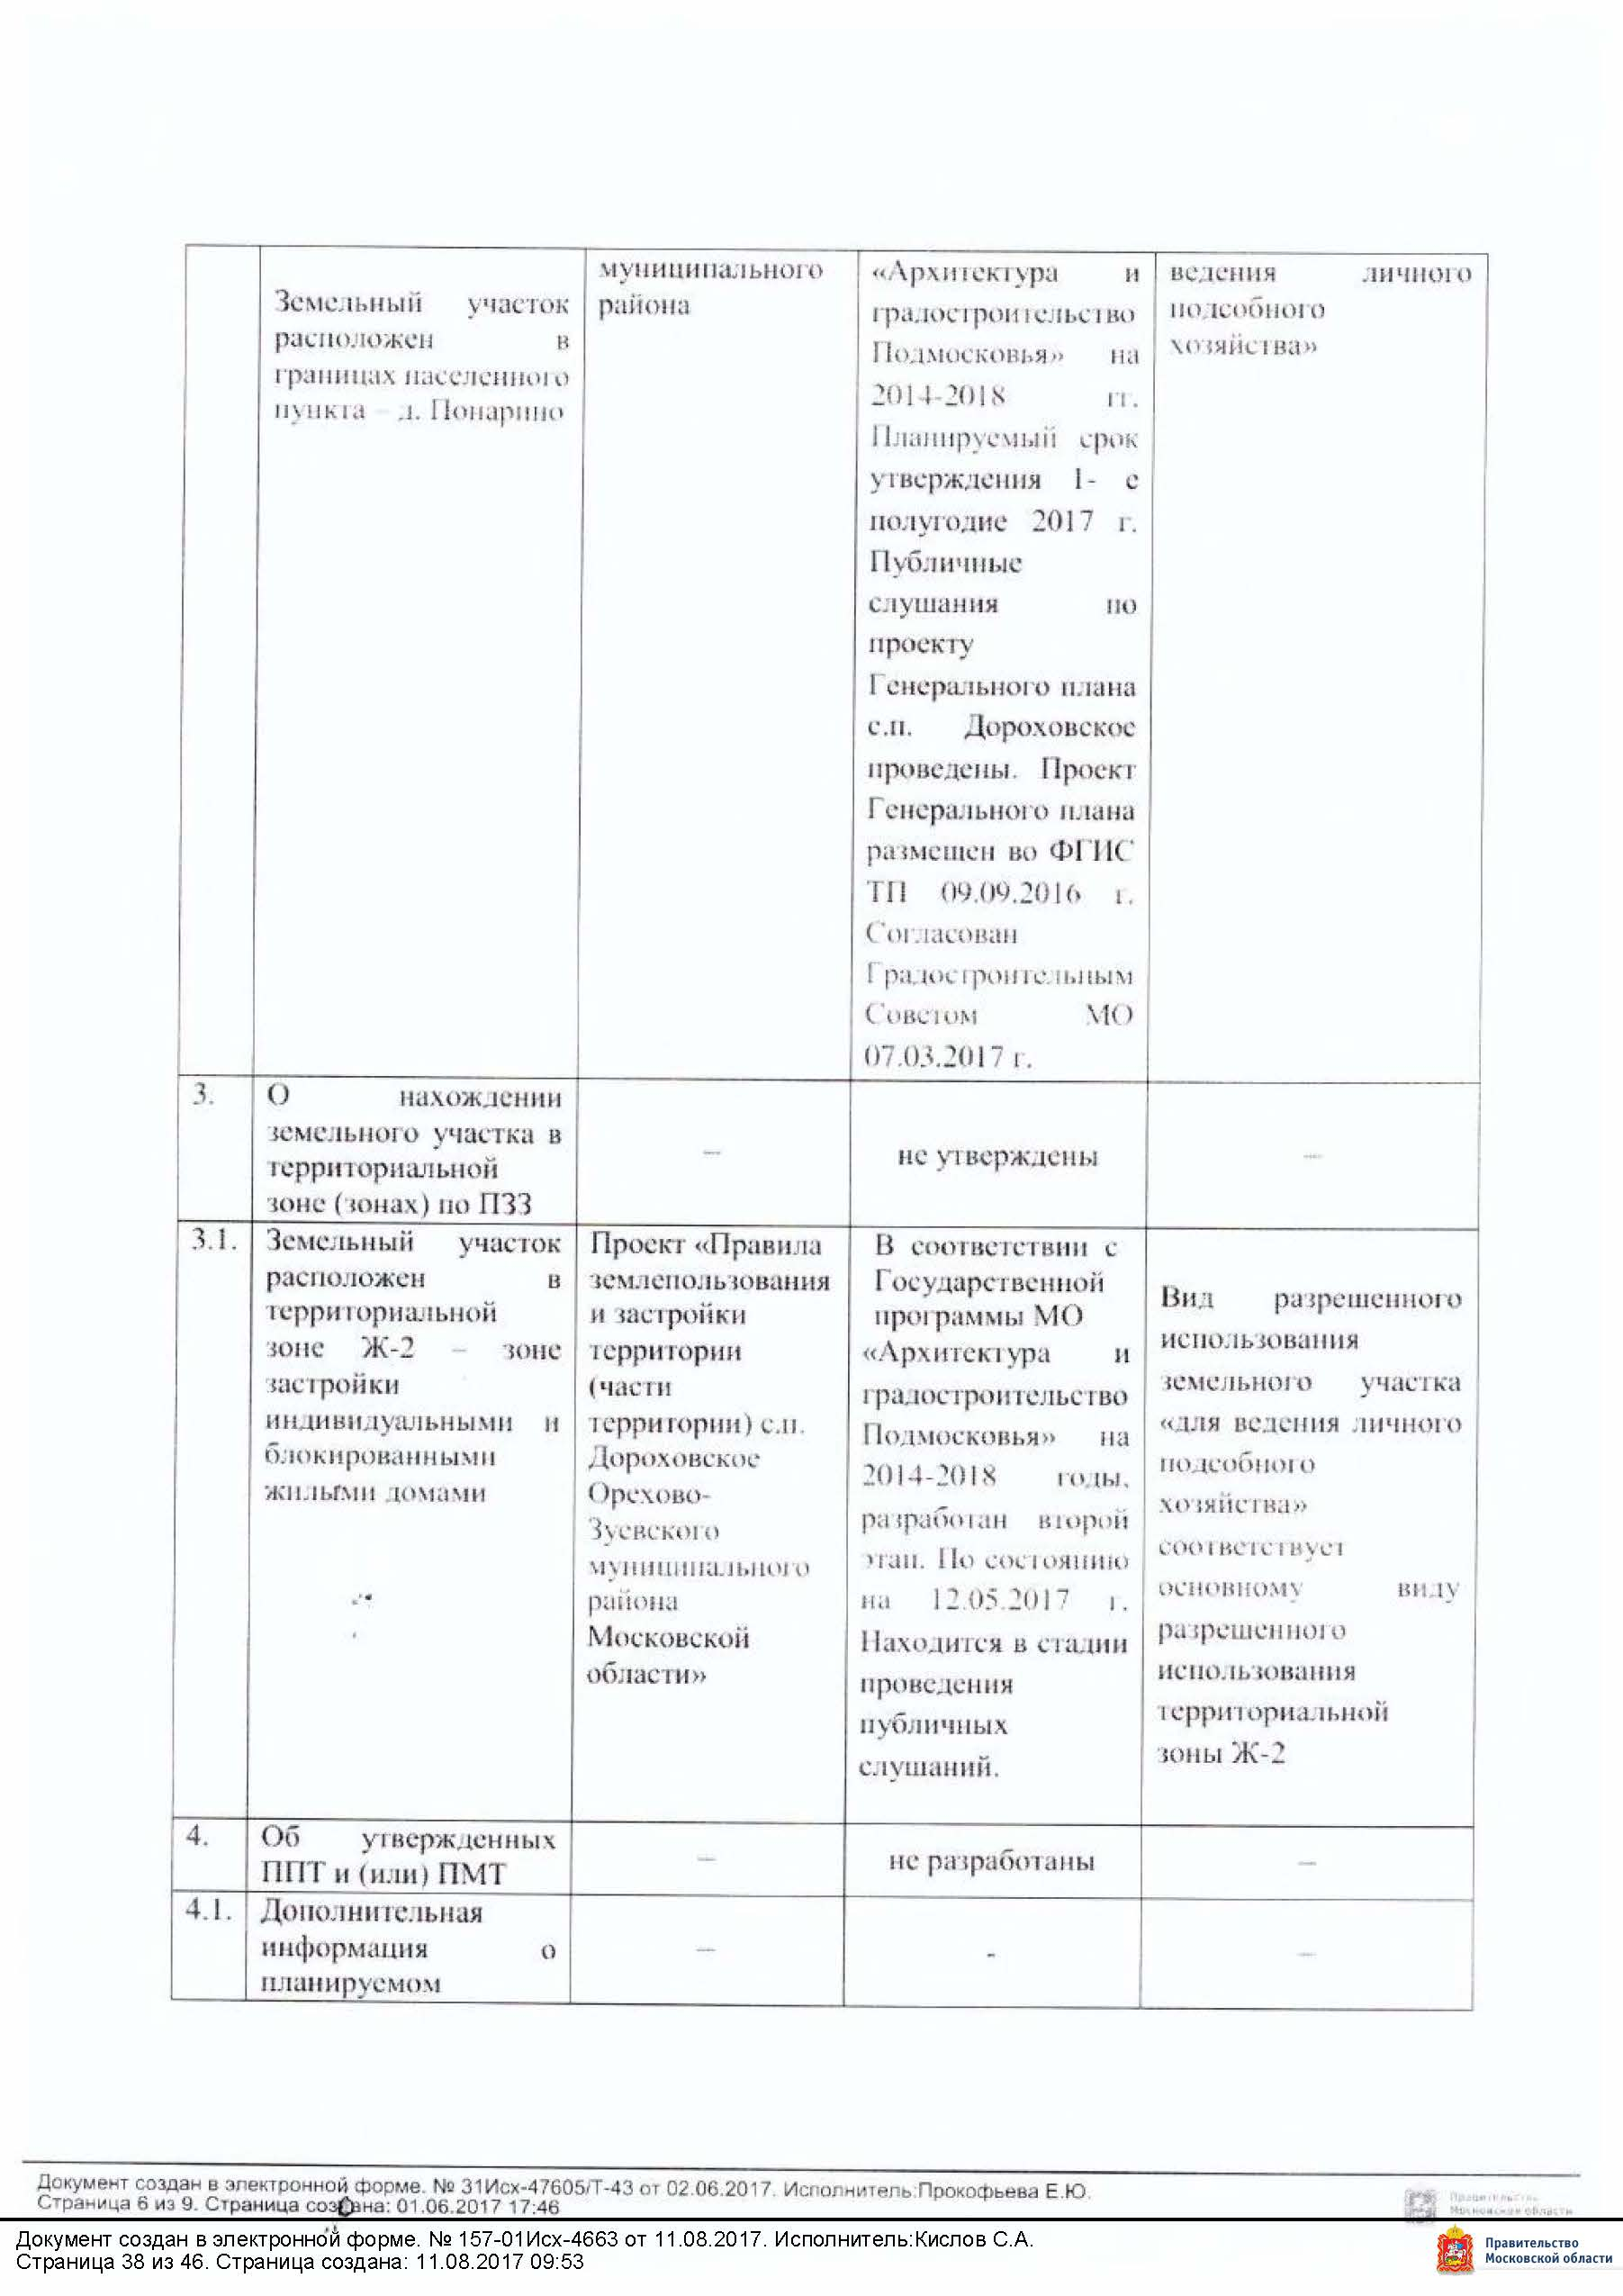 Земельный участок
расположен в
границах населенного
пункта – д. Понарино
муниципального
района
«Архитектура и
градостроительство
Подмосковья» на
2014-2018 гг.
Планируемый срок
утверждения 1- е
полугодие 2017 г.
Публичные
слушания по
проекту
Генерального плана
с.п. Дороховское
проведены. Проект
Генерального плана
размещен во ФГИС
ТП 09.09.2016 г.
Согласован
Градостроительным
Советом МО
07.03.2017 г.
ведения личного
подсобного
хозяйства»
3.
О нахождении
земельного участка в
территориальной
зоне (зонах) по ПЗЗ
–
не утверждены
–
3.1.
Земельный участок
расположен в
территориальной
зоне Ж-2 – зоне
застройки
индивидуальными и
блокированными
жилыми домами
Проект «Правила
землепользования
и застройки
территории
(части
территории) с.п.
Дороховское
Орехово-
Зуевского
муниципального
района
Московской
области»
В соответствии с
Государственной
программы МО
«Архитектура и
градостроительство
Подмосковья» на
2014-2018 годы,
разработан второй
этап. По состоянию
на 12.05.2017 г.
Находится в стадии
проведения
публичных
слушаний.
Вид разрешенного
использования
земельного участка
«для ведения личного
подсобного
хозяйства»
соответствует
основному виду
разрешенного
использования
территориальной
зоны Ж-2
4.
Об утвержденных
ППТ и (или) ПМТ
–
не разработаны
–
4.1.
Дополнительная
информация о
планируемом
–
-
–
Документ создан в электронной форме. № 31Исх-47605/Т-43 от 02.06.2017. Исполнитель:Прокофьева Е.Ю.
Страница 6 из 9. Страница создана: 01.06.2017 17:46
Правительство
Московской области
Документ создан в электронной форме. № 157-01Исх-4663 от 11.08.2017. Исполнитель:Кислов С.А.
Страница 38 из 46. Страница создана: 11.08.2017 09:53
Правительство
Московской области